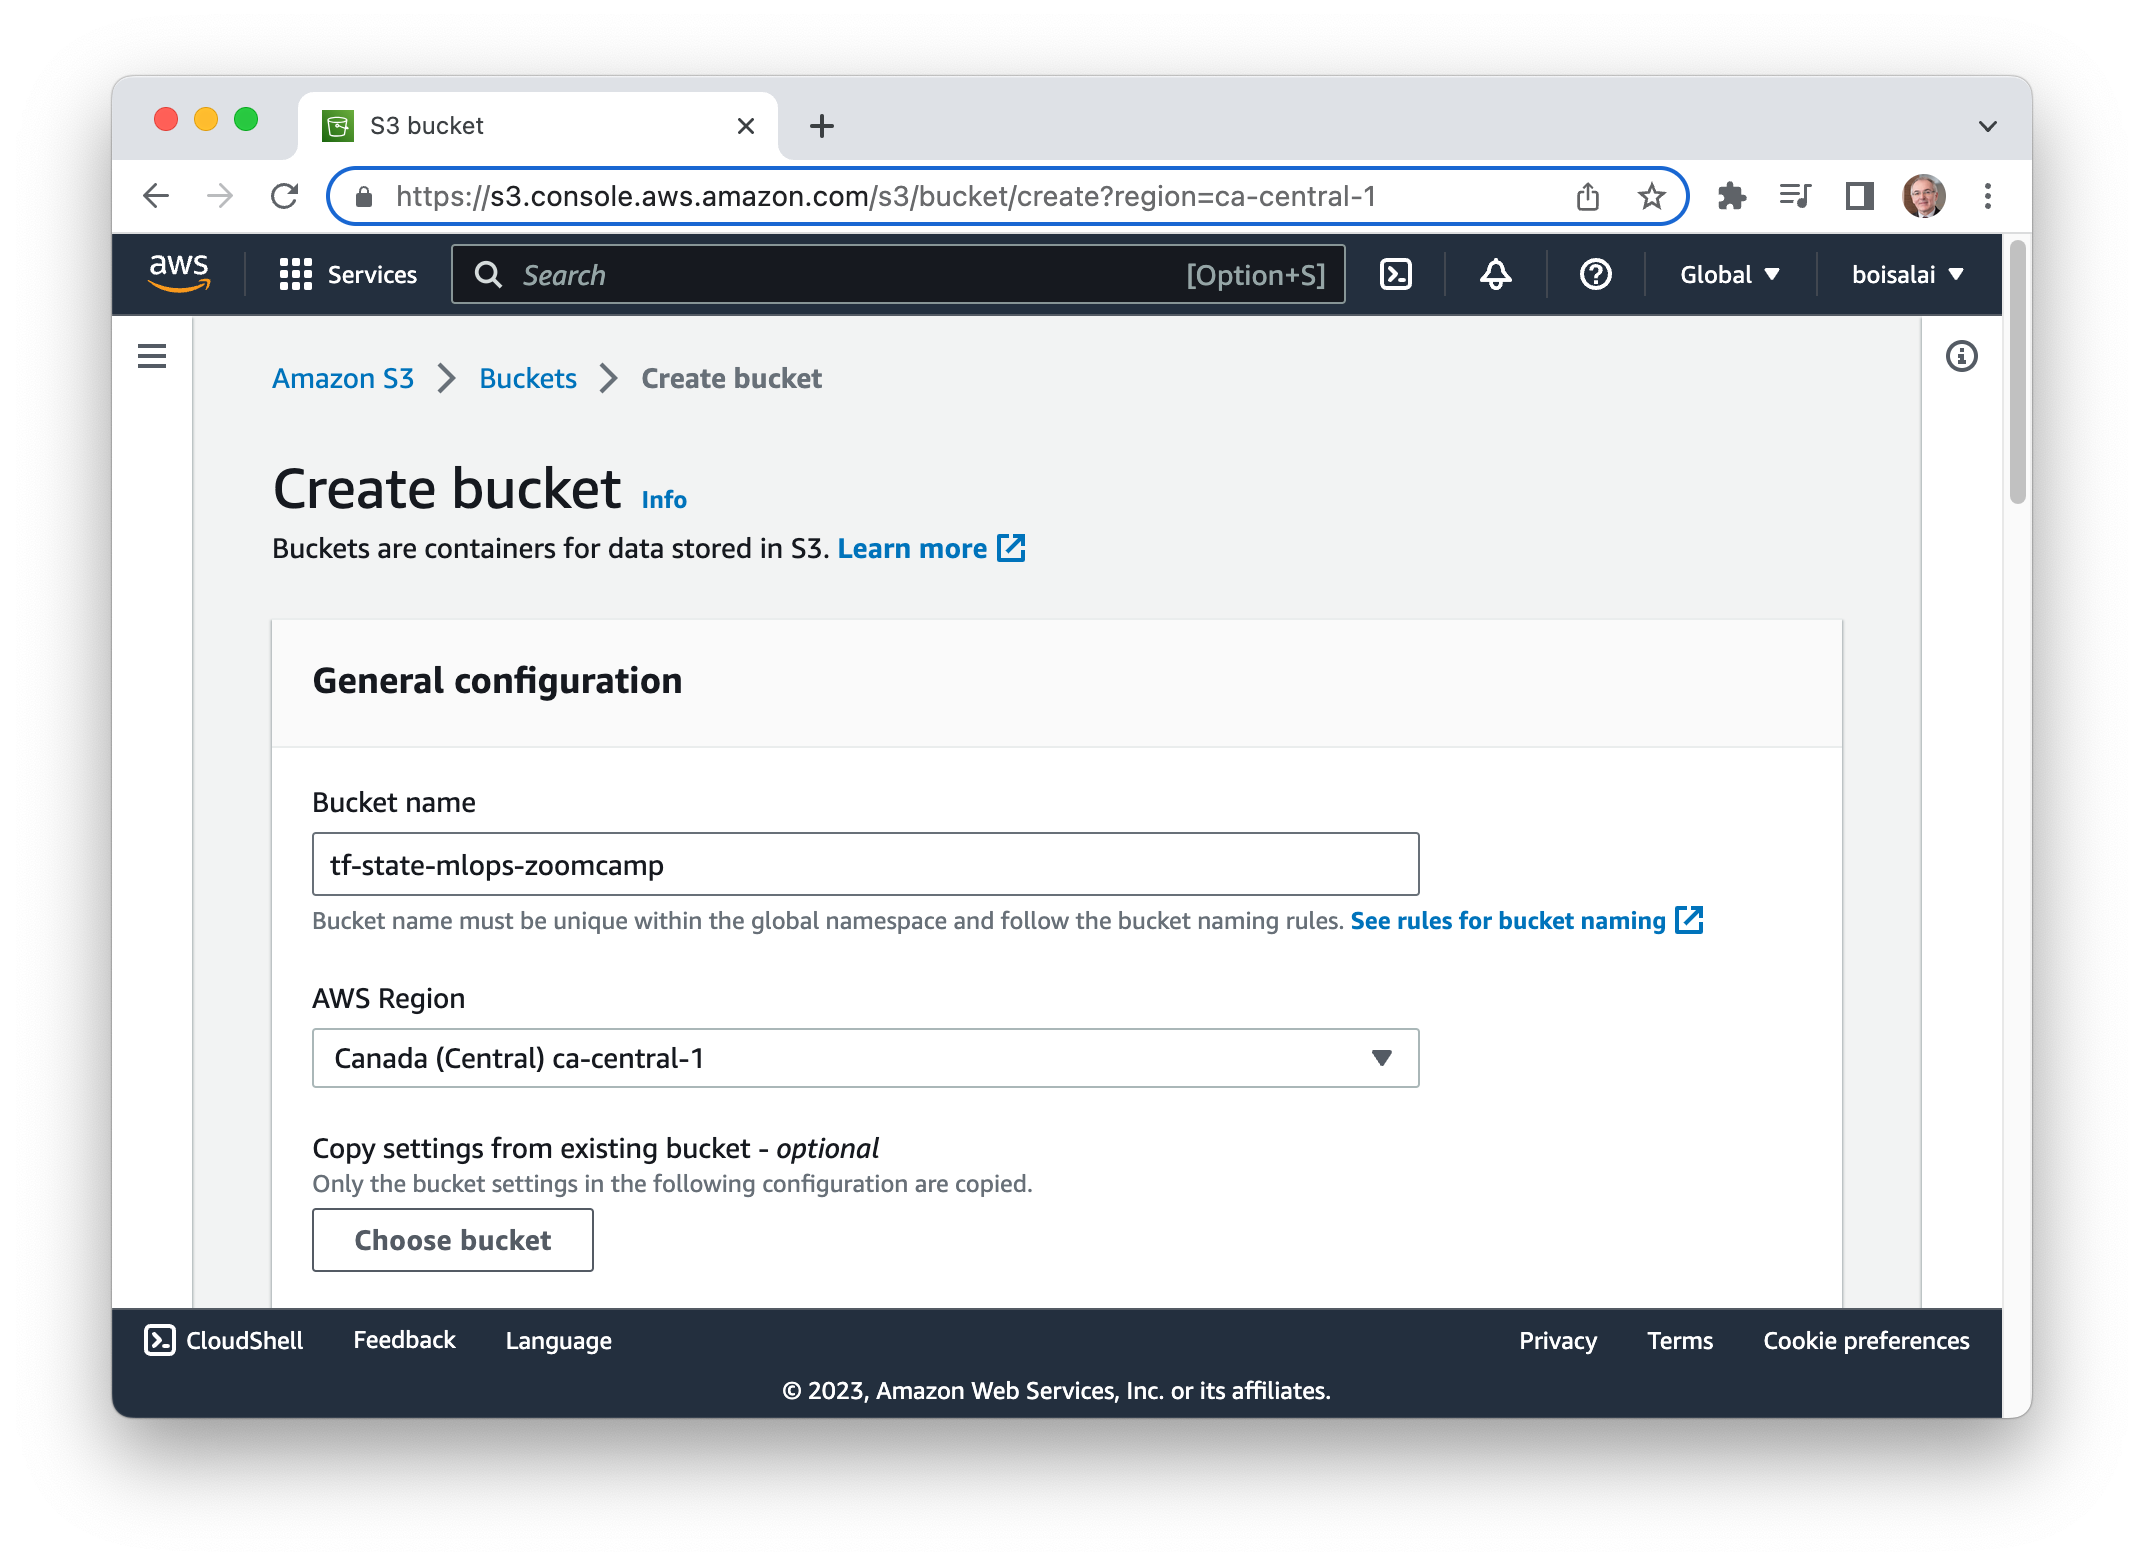 S3 bucket
https://s3.console.aws.amazon.com/s3/bucket/create?region=ca-central-1
aws Services Search [Option+S] Global boisalai
Amazon S3 Buckets Create bucket
Create bucket Info
Buckets are containers for data stored in S3. Learn more
General configuration
Bucket name
tf-state-mlops-zoomcamp
Bucket name must be unique within the global namespace and follow the bucket naming rules. See rules for bucket naming
AWS Region
Canada (Central) ca-central-1
Copy settings from existing bucket - optional
Only the bucket settings in the following configuration are copied.
Choose bucket
CloudShell Feedback Language Privacy Terms Cookie preferences
© 2023, Amazon Web Services, Inc. or its affiliates.